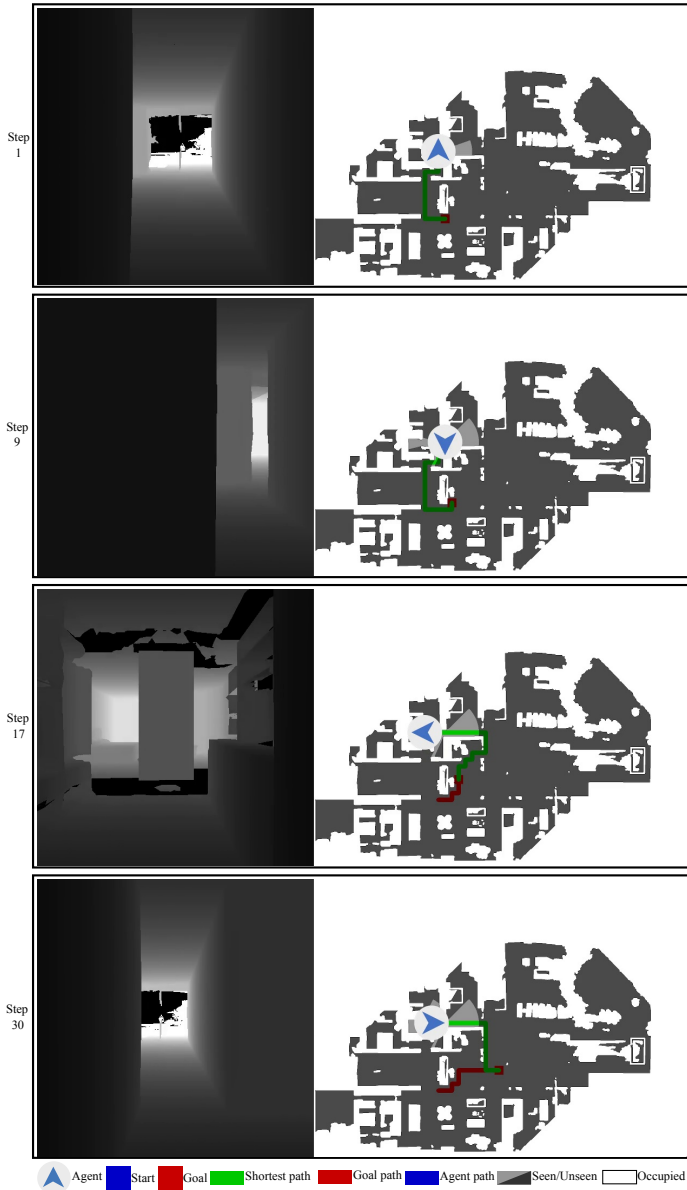 Step
1
Step
9
Step
17
Step
30
Agent Start Goal Shortest path Goal path Agent path Seen/Unseen Occupied